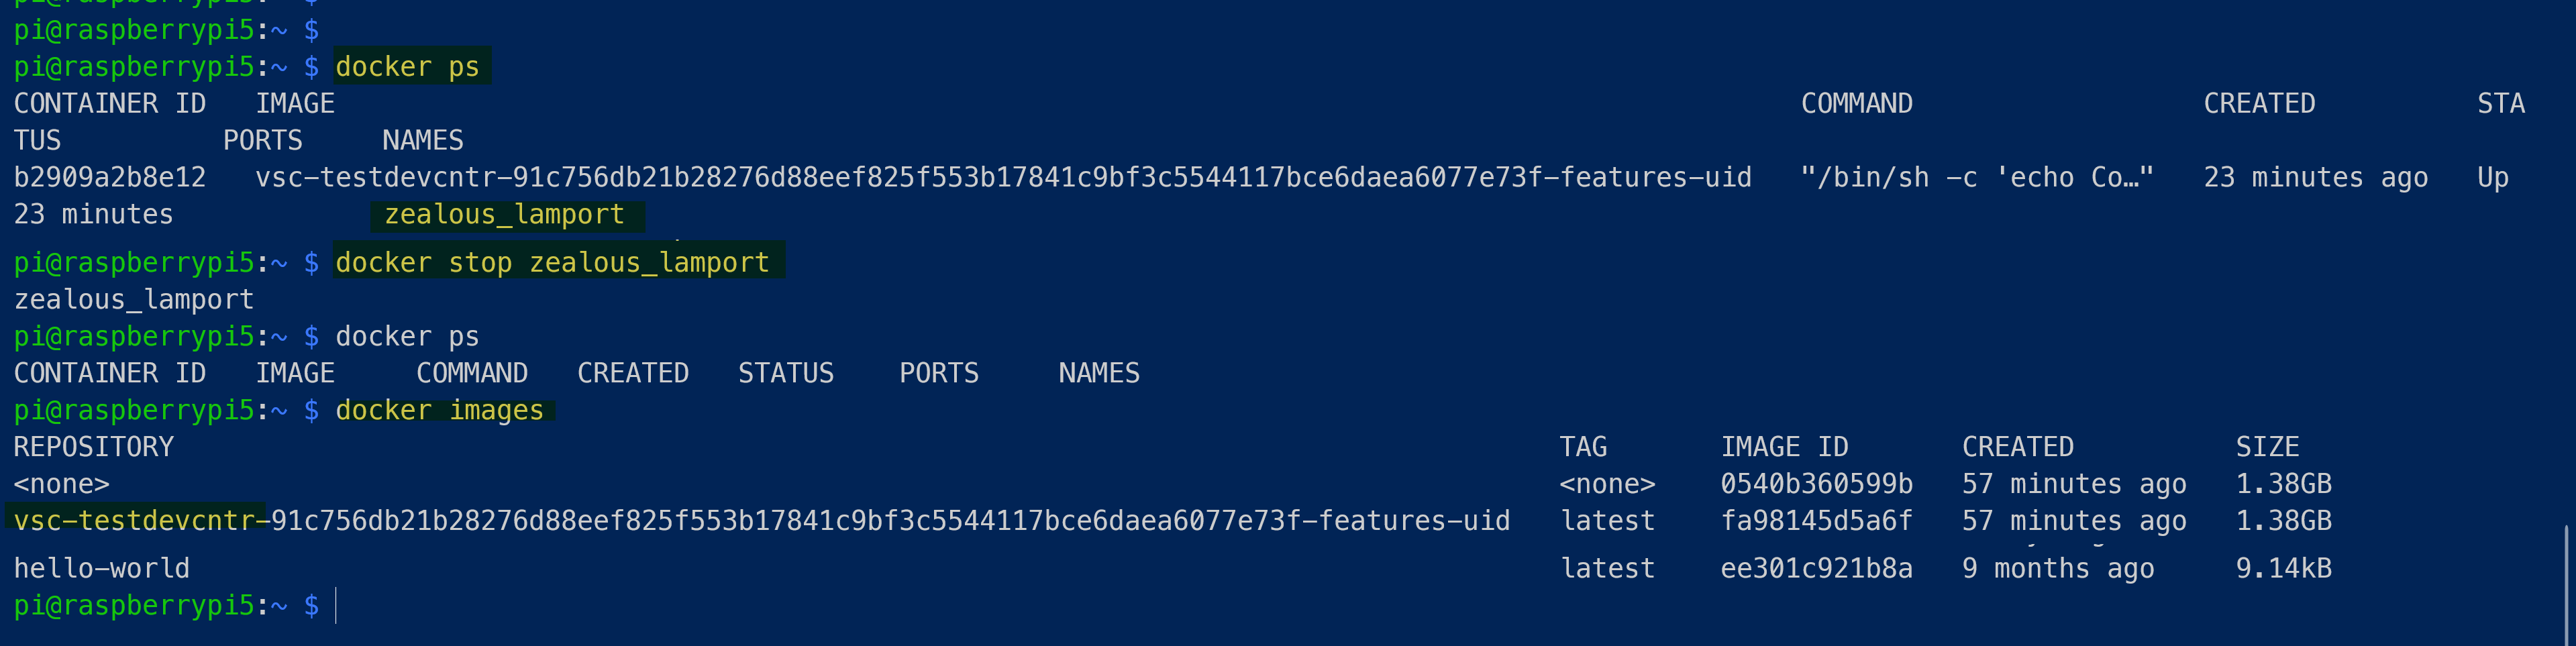 pi@raspberrypi5:~ $
pi@raspberrypi5:~ $
pi@raspberrypi5:~ $ docker ps
CONTAINER ID   IMAGE                                                                                           COMMAND                  CREATED          STA
TUS          PORTS     NAMES
b2909a2b8e12   vsc-testdevcntr-91c756db21b28276d88eef825f553b17841c9bf3c5544117bce6daea6077e73f-features-uid   "/bin/sh -c 'echo Co…"   23 minutes ago   Up
23 minutes             zealous_lamport
pi@raspberrypi5:~ $ docker stop zealous_lamport
zealous_lamport
pi@raspberrypi5:~ $ docker ps
CONTAINER ID   IMAGE     COMMAND   CREATED   STATUS    PORTS     NAMES
pi@raspberrypi5:~ $ docker images
REPOSITORY                                                                                      TAG       IMAGE ID       CREATED          SIZE
<none>                                                                                          <none>    0540b360599b   57 minutes ago   1.38GB
vsc-testdevcntr-91c756db21b28276d88eef825f553b17841c9bf3c5544117bce6daea6077e73f-features-uid   latest    fa98145d5a6f   57 minutes ago   1.38GB
hello-world                                                                                     latest    ee301c921b8a   9 months ago     9.14kB
pi@raspberrypi5:~ $